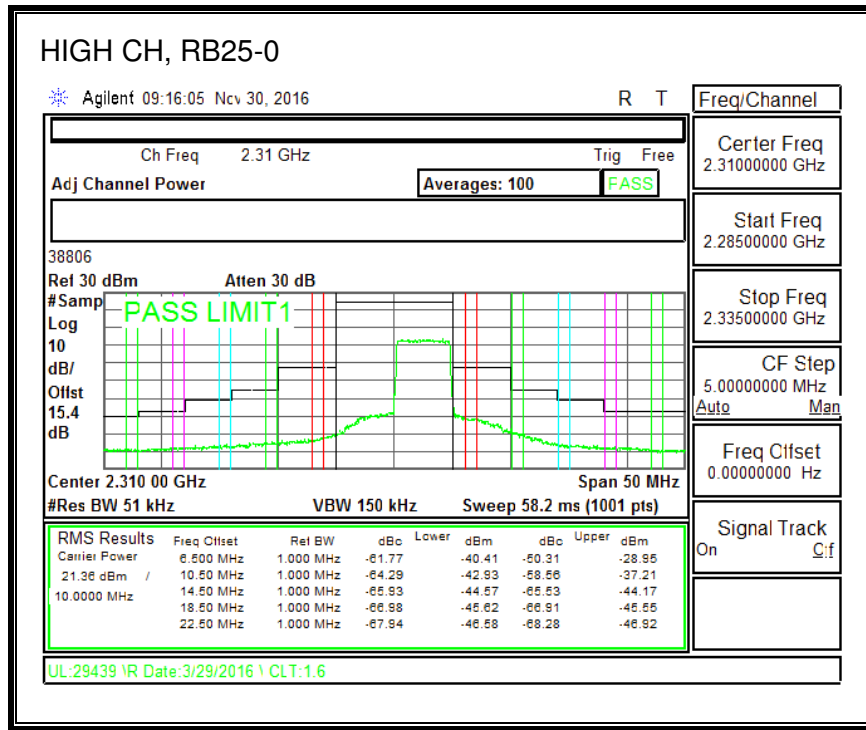 HIGH CH, RB25-0
Agilent 09:16:05 Nov 30, 2016 R T
Freq/Channel
Ch Freq 2.31 GHz Trig Free
Adj Channel Power Averages: 100 PASS
Center Freq
2.31000000 GHz
Start Freq
2.28500000 GHz
Stop Freq
2.33500000 GHz
CF Step
5.00000000 MHz
Auto Man
Freq Offset
0.00000000 Hz
Signal Track
On Off
38806
Ref 30 dBm Atten 30 dB
#Samp
Log
10
dB/
Offst
15.4
dB
PASS LIMIT1
Center 2.310 00 GHz Span 50 MHz
#Res BW 51 kHz VBW 150 kHz Sweep 58.2 ms (1001 pts)
RMS Results Freq Offset Ref BW dBc Lower dBm dBc Upper dBm
Carrier Power 6.500 MHz 1.000 MHz -61.77 -40.41 -50.31 -28.95
21.36 dBm / 10.50 MHz 1.000 MHz -64.29 -42.93 -58.56 -37.21
10.0000 MHz 14.50 MHz 1.000 MHz -65.93 -44.57 -65.53 -44.17
18.50 MHz 1.000 MHz -66.98 -45.62 -66.91 -45.55
22.50 MHz 1.000 MHz -67.94 -46.58 -68.28 -46.92
UL:29439 \R Date:3/29/2016 \ CLT:1.6